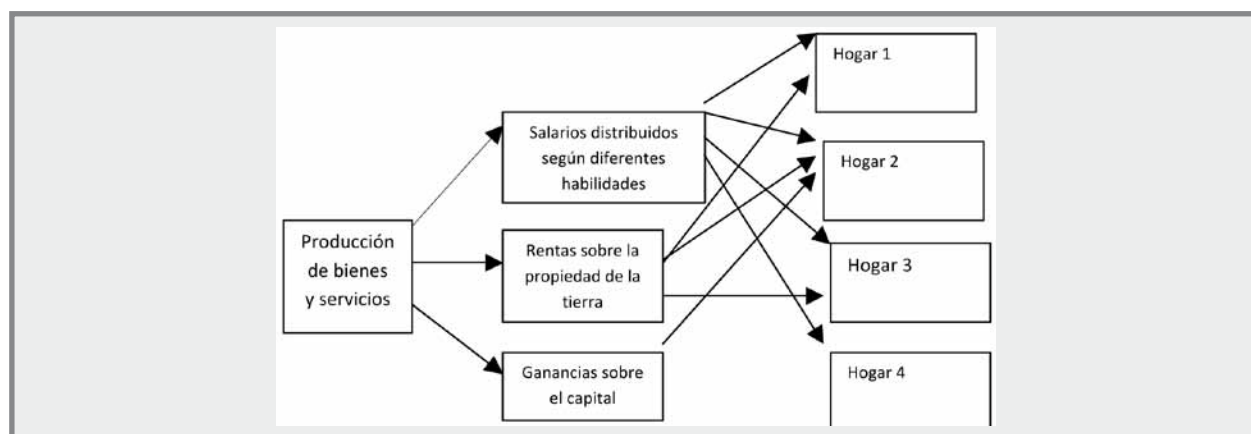 Producción
de bienes
y servicios
Salarios distribuidos
según diferentes
habilidades
Rentas sobre la
propiedad de la
tierra
Ganancias sobre
el capital
Hogar 1
Hogar 2
Hogar 3
Hogar 4